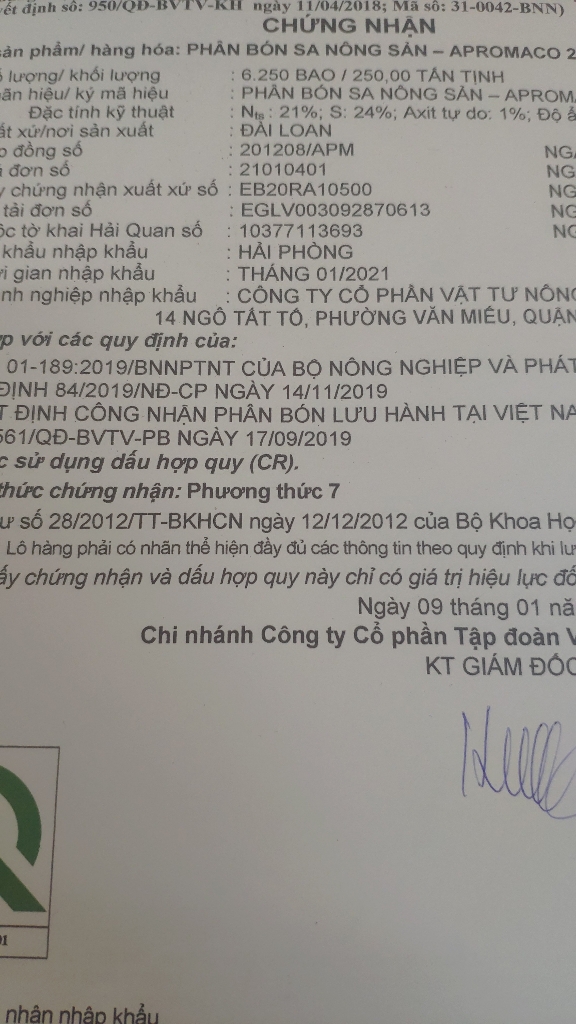 ết định số: 950/QĐ-BVTV-KH ngày 11/04/2018; Mã số: 31-0042-BNN)
CHỨNG NHẬN
sản phẩm/ hàng hóa: PHÂN BÓN SA NÔNG SẢN – APROMACO 2
lượng/ khối lượng : 6.250 BAO / 250,00 TẤN TỊNH
ãn hiệu/ ký mã hiệu : PHÂN BÓN SA NÔNG SẢN – APROM
Đặc tính kỹ thuật : Nts : 21%; S: 24%; Axit tự do: 1%; Độ ẩ
ất xứ/nơi sản xuất : ĐÀI LOAN
p đồng số : 201208/APM NG
đơn số : 21010401 NG
y chứng nhận xuất xứ số : EB20RA10500 NG
tải đơn số : EGLV003092870613 NG
ộc tờ khai Hải Quan số : 10377113693 NG
khẩu nhập khẩu : HẢI PHÒNG
i gian nhập khẩu : THÁNG 01/2021
nh nghiệp nhập khẩu : CÔNG TY CỔ PHẦN VẬT TƯ NÔNG
14 NGÔ TẤT TỐ, PHƯỜNG VĂN MIẾU, QUẬN
p với các quy định của:
01-189:2019/BNNPTNT CỦA BỘ NÔNG NGHIỆP VÀ PHÁT
ĐỊNH 84/2019/NĐ-CP NGÀY 14/11/2019
T ĐỊNH CÔNG NHẬN PHÂN BÓN LƯU HÀNH TẠI VIỆT NA
561/QĐ-BVTV-PB NGÀY 17/09/2019
c sử dụng dấu hợp quy (CR).
thức chứng nhận: Phương thức 7
ư số 28/2012/TT-BKHCN ngày 12/12/2012 của Bộ Khoa Họ
Lô hàng phải có nhãn thể hiện đầy đủ các thông tin theo quy định khi lư
ấy chứng nhận và dấu hợp quy này chỉ có giá trị hiệu lực đố
Ngày 09 tháng 01 nă
Chi nhánh Công ty Cổ phần Tập đoàn V
KT GIÁM ĐỐC
01
nhân nhập khẩu